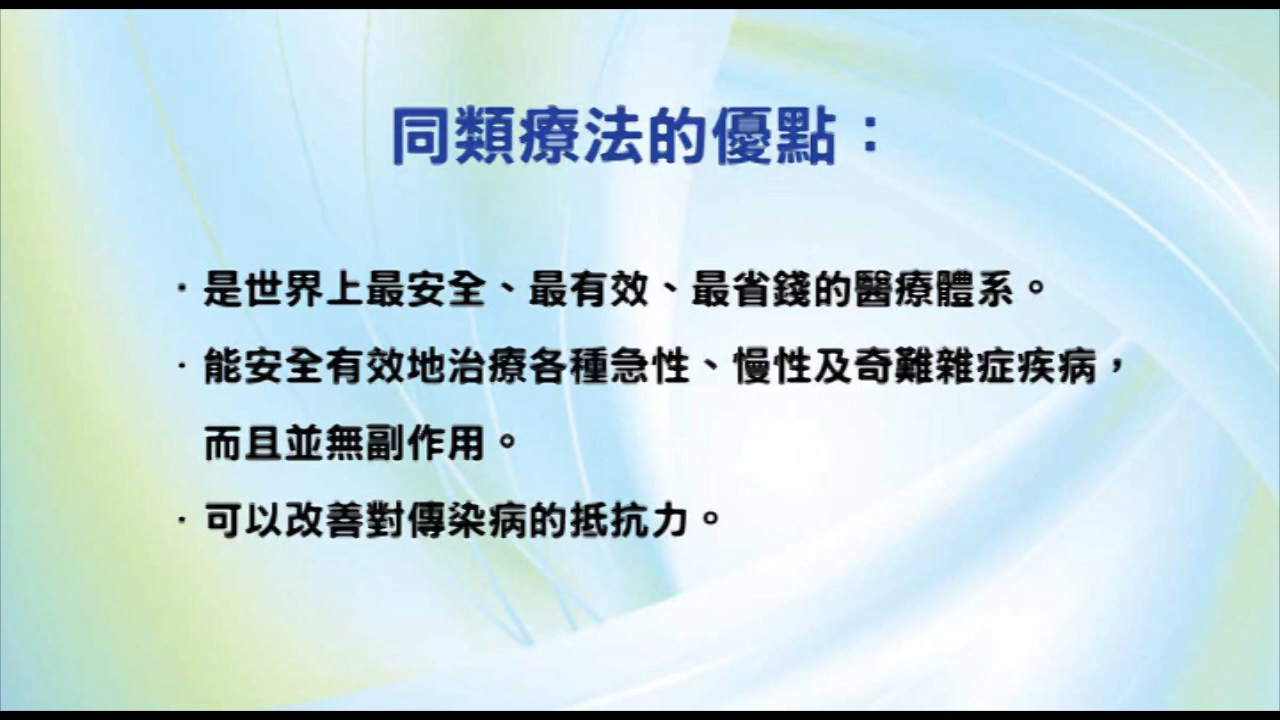 同類療法的優點：
·是世界上最安全、最有效、最省錢的醫療體系。
·能安全有效地治療各種急性、慢性及奇難雜症疾病，
而且並無副作用。
·可以改善對傳染病的抵抗力。